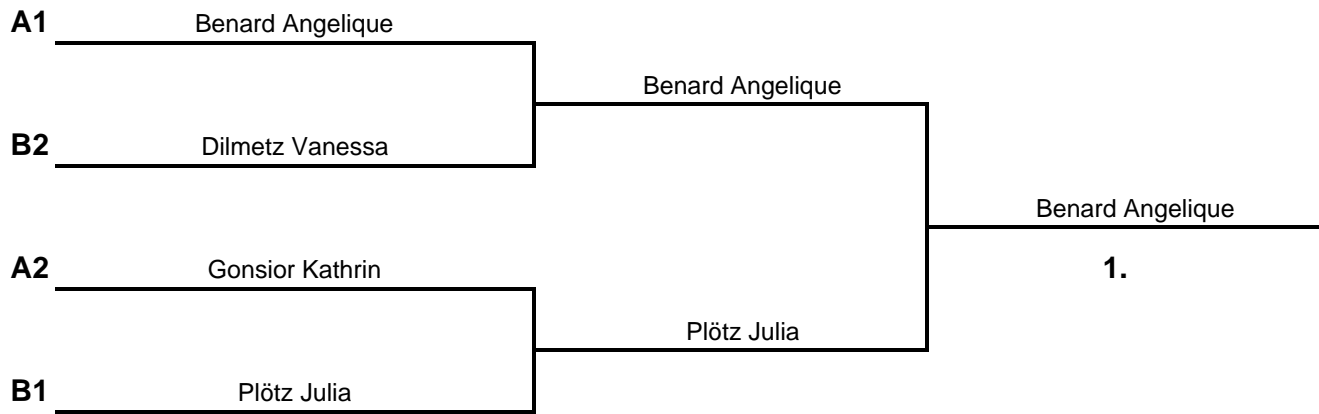 A1 Benard Angelique
Benard Angelique
B2 Dilmetz Vanessa
Benard Angelique
A2 Gonsior Kathrin
1.
Plötz Julia
B1 Plötz Julia